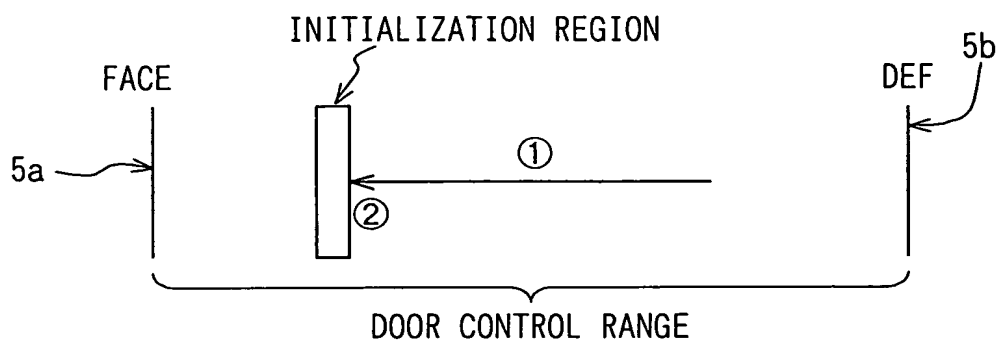 INITIALIZATION REGION
5b
FACE
DEF
5a
①
②
DOOR CONTROL RANGE